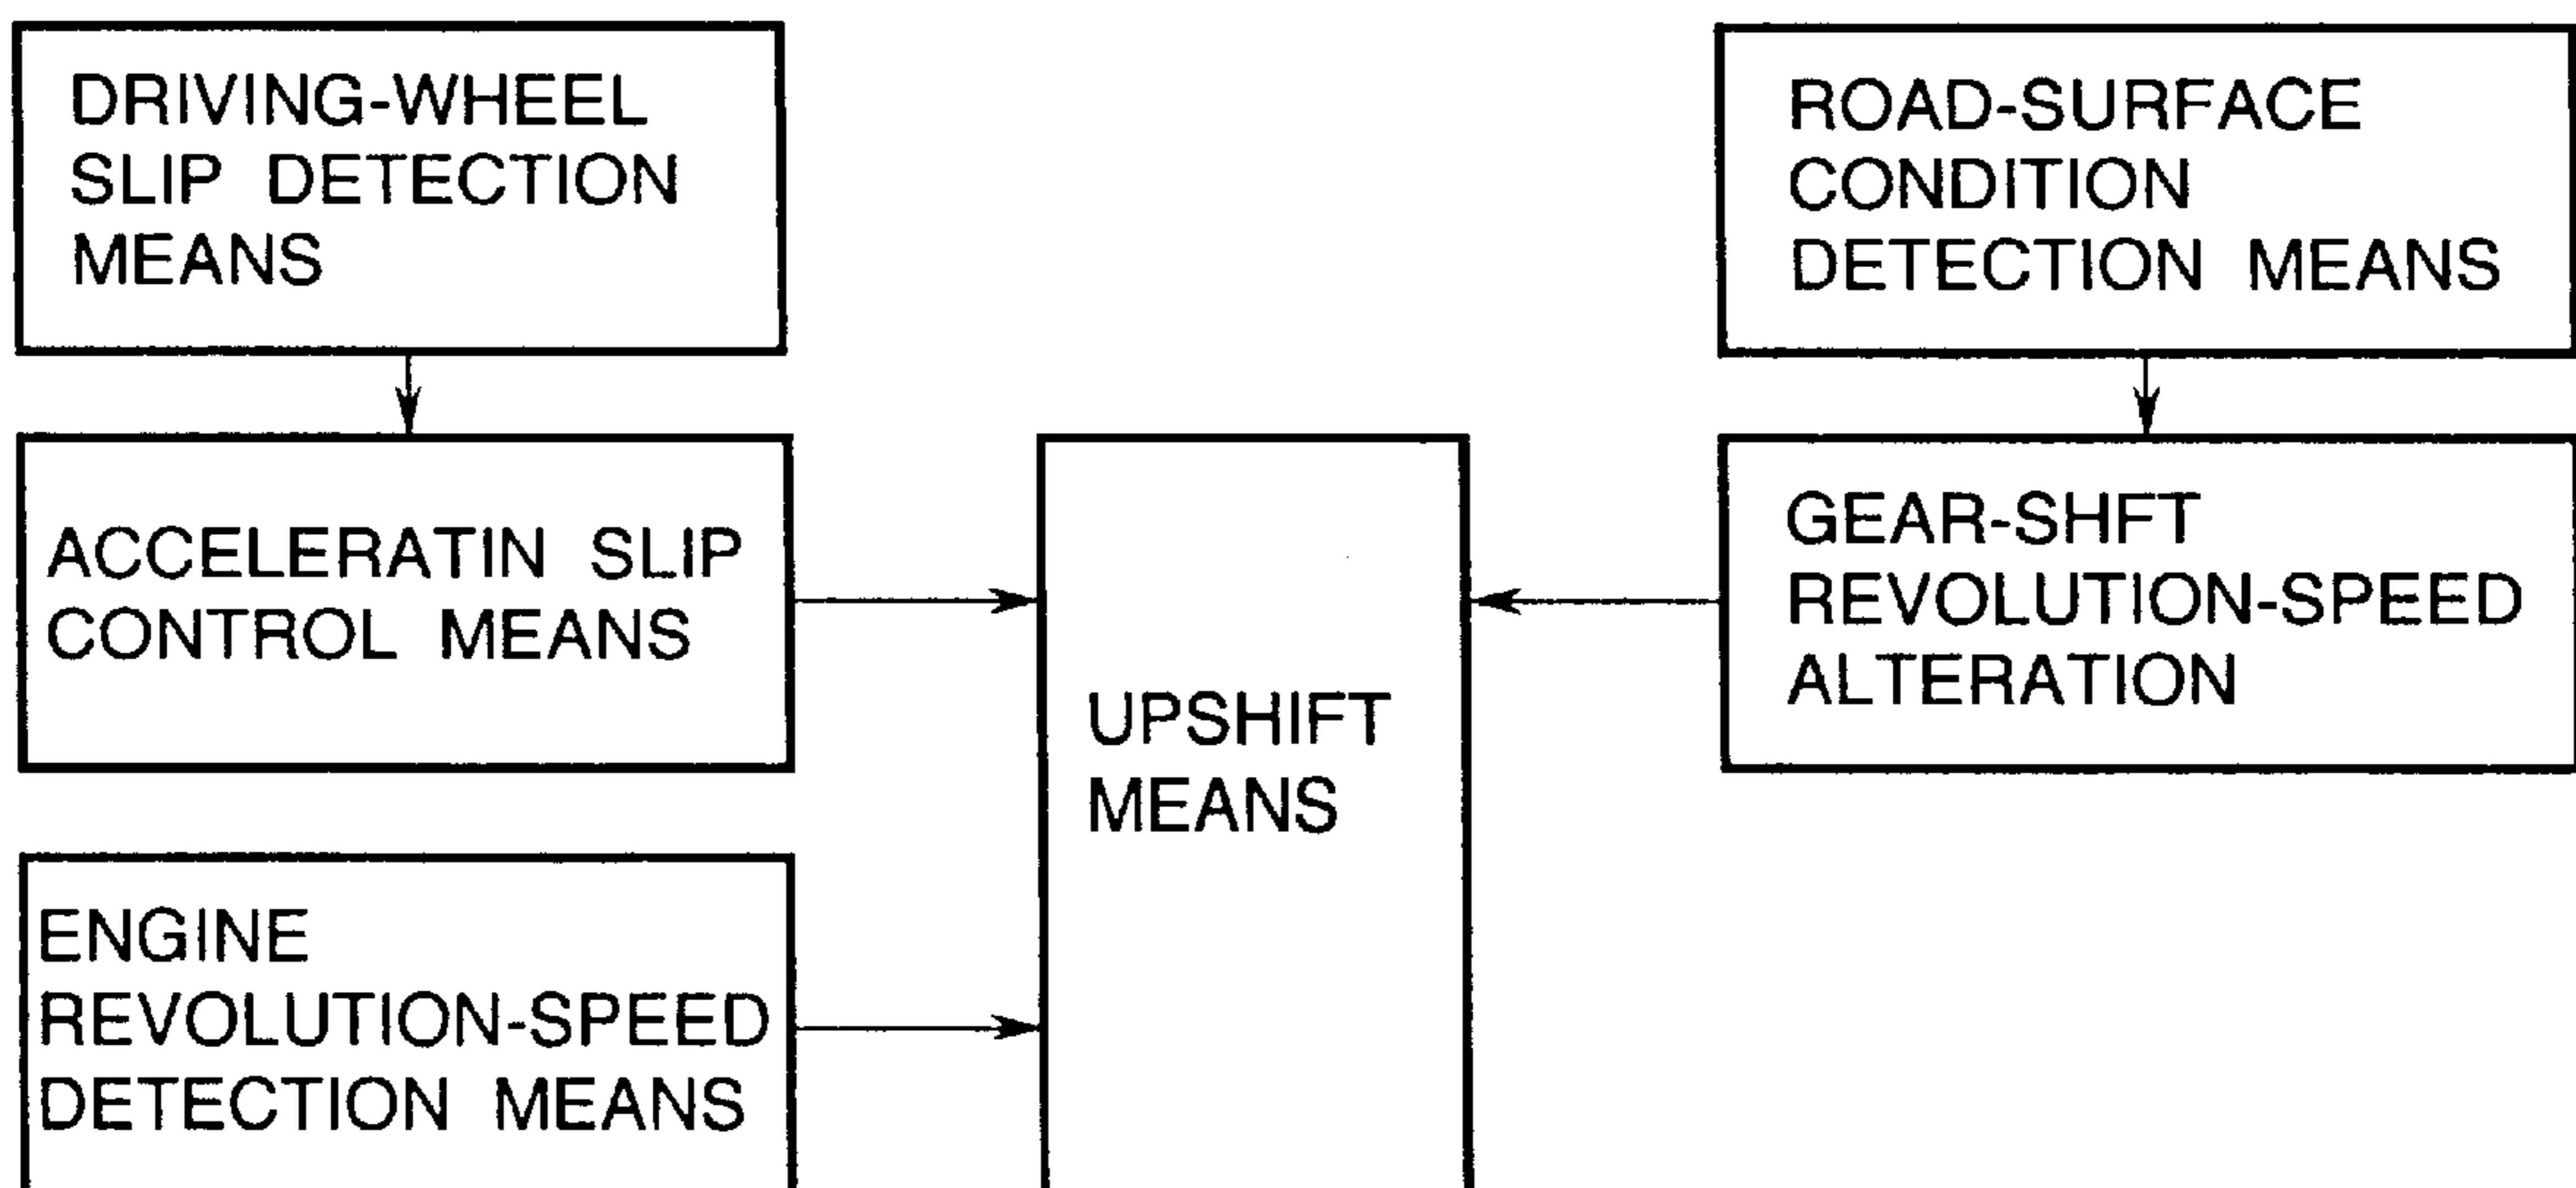 DRIVING-WHEEL
SLIP DETECTION
MEANS
ROAD-SURFACE
CONDITION
DETECTION MEANS
ACCELERATIN SLIP
CONTROL MEANS
UPSHIFT
MEANS
GEAR-SHFT
REVOLUTION-SPEED
ALTERATION
ENGINE
REVOLUTION-SPEED
DETECTION MEANS